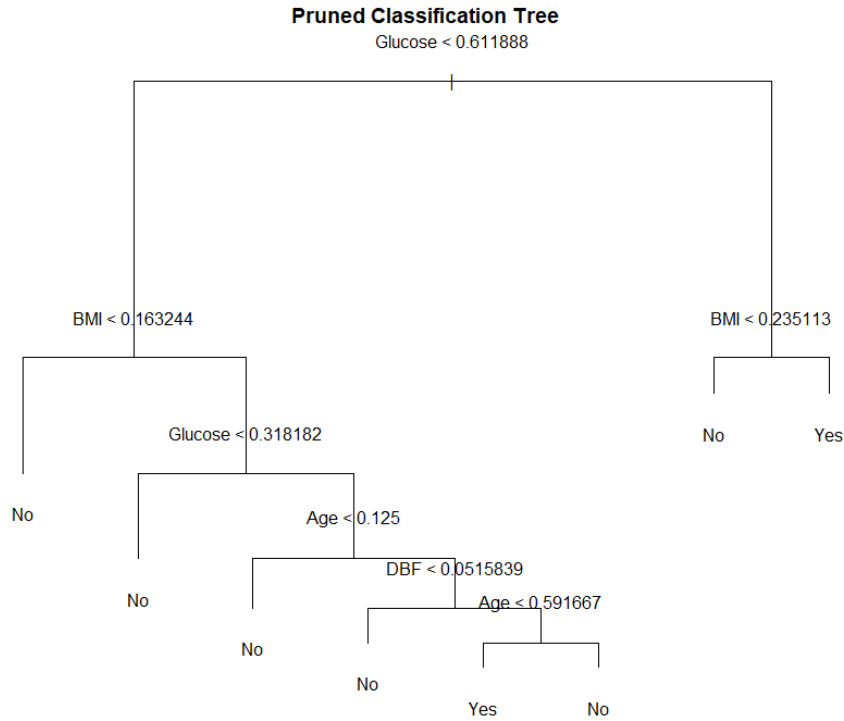 Pruned Classification Tree
Glucose < 0.611888
BMI < 0.163244
BMI < 0.235113
Glucose < 0.318182
No
Yes
No
Age < 0.125
DBF < 0.0515839
No
Age < 0.591667
No
No
Yes
No